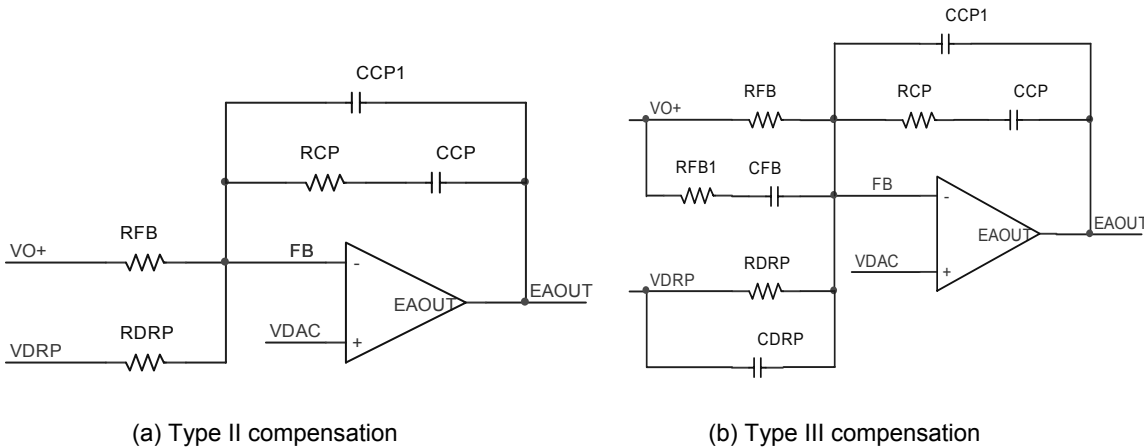 CCP1
RCP
CCP
RFB
VO+
FB
-
EAOUT
EAOUT
RDRP
VDRP
VDAC
+
(a) Type II compensation
CCP1
RFB
RCP
CCP
VO+
RFB1
CFB
FB
-
EAOUT
EAOUT
RDRP
VDRP
VDAC
+
CDRP
(b) Type III compensation